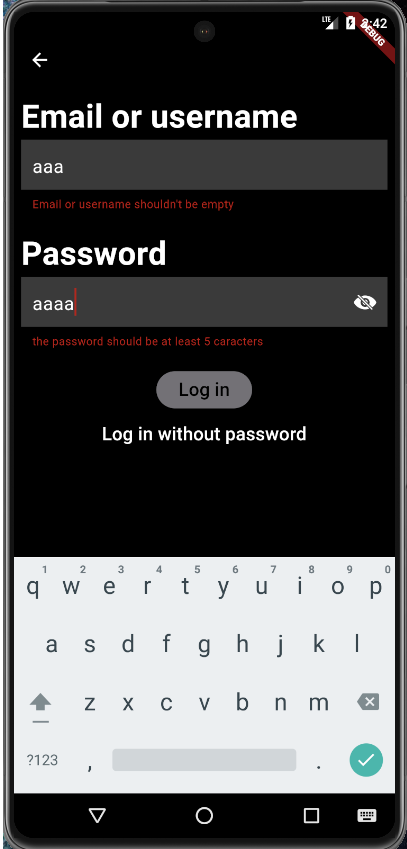 LTE 2:42
DEBUG
Email or username
aaa
Email or username shouldn't be empty
Password
aaaa
the password should be at least 5 caracters
Log in
Log in without password
1 2 3 4 5 6 7 8 9 0
q w e r t y u i o p
a s d f g h j k l
z x c v b n m
?123 , .